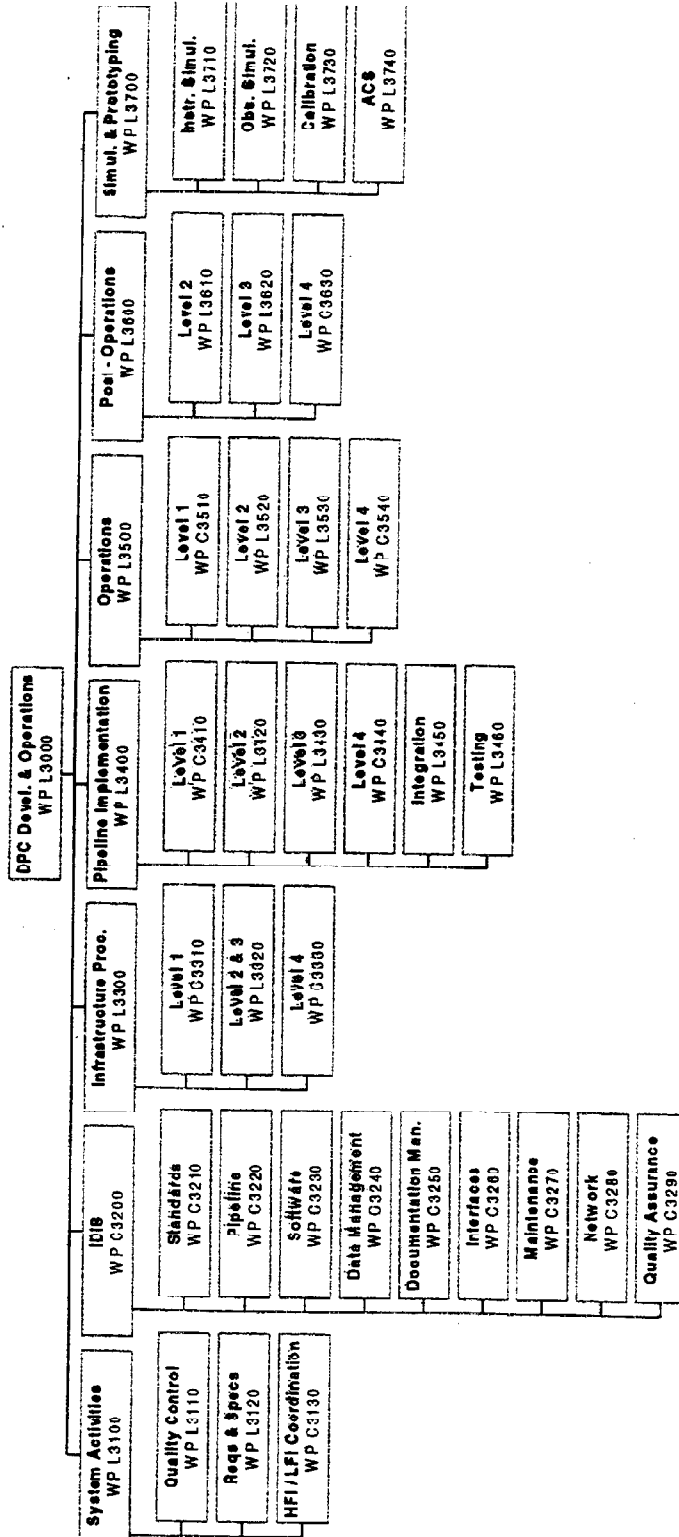 DPC Devel. & Operations
WP L3000
System Activities
WP L3100
Quality Control
WP L3110
Reqs & Specs
WP L3120
HFI / LFI Coordination
WP C3130
IDIS
WP C3200
Standards
WP C3210
Pipeline
WP C3220
Software
WP C3230
Data Management
WP C3240
Documentation Man.
WP C3250
Interfaces
WP C3260
Maintenance
WP C3270
Network
WP C3280
Quality Assurance
WP C3290
Infrastructure Proc.
WP L3300
Level 1
WP C3310
Level 2 & 3
WP L3320
Level 4
WP C3330
Pipeline Implementation
WP L3400
Level 1
WP C3410
Level 2
WP L3420
Level 3
WP L3430
Level 4
WP C3440
Integration
WP L3450
Testing
WP L3460
Operations
WP L3500
Level 1
WP C3510
Level 2
WP L3520
Level 3
WP L3530
Level 4
WP C3540
Post - Operations
WP L3600
Level 2
WP L3610
Level 3
WP L3620
Level 4
WP C3630
Simul. & Prototyping
WP L3700
Instr. Simul.
WP L3710
Obs. Simul.
WP L3720
Calibration
WP L3730
ACS
WP L3740